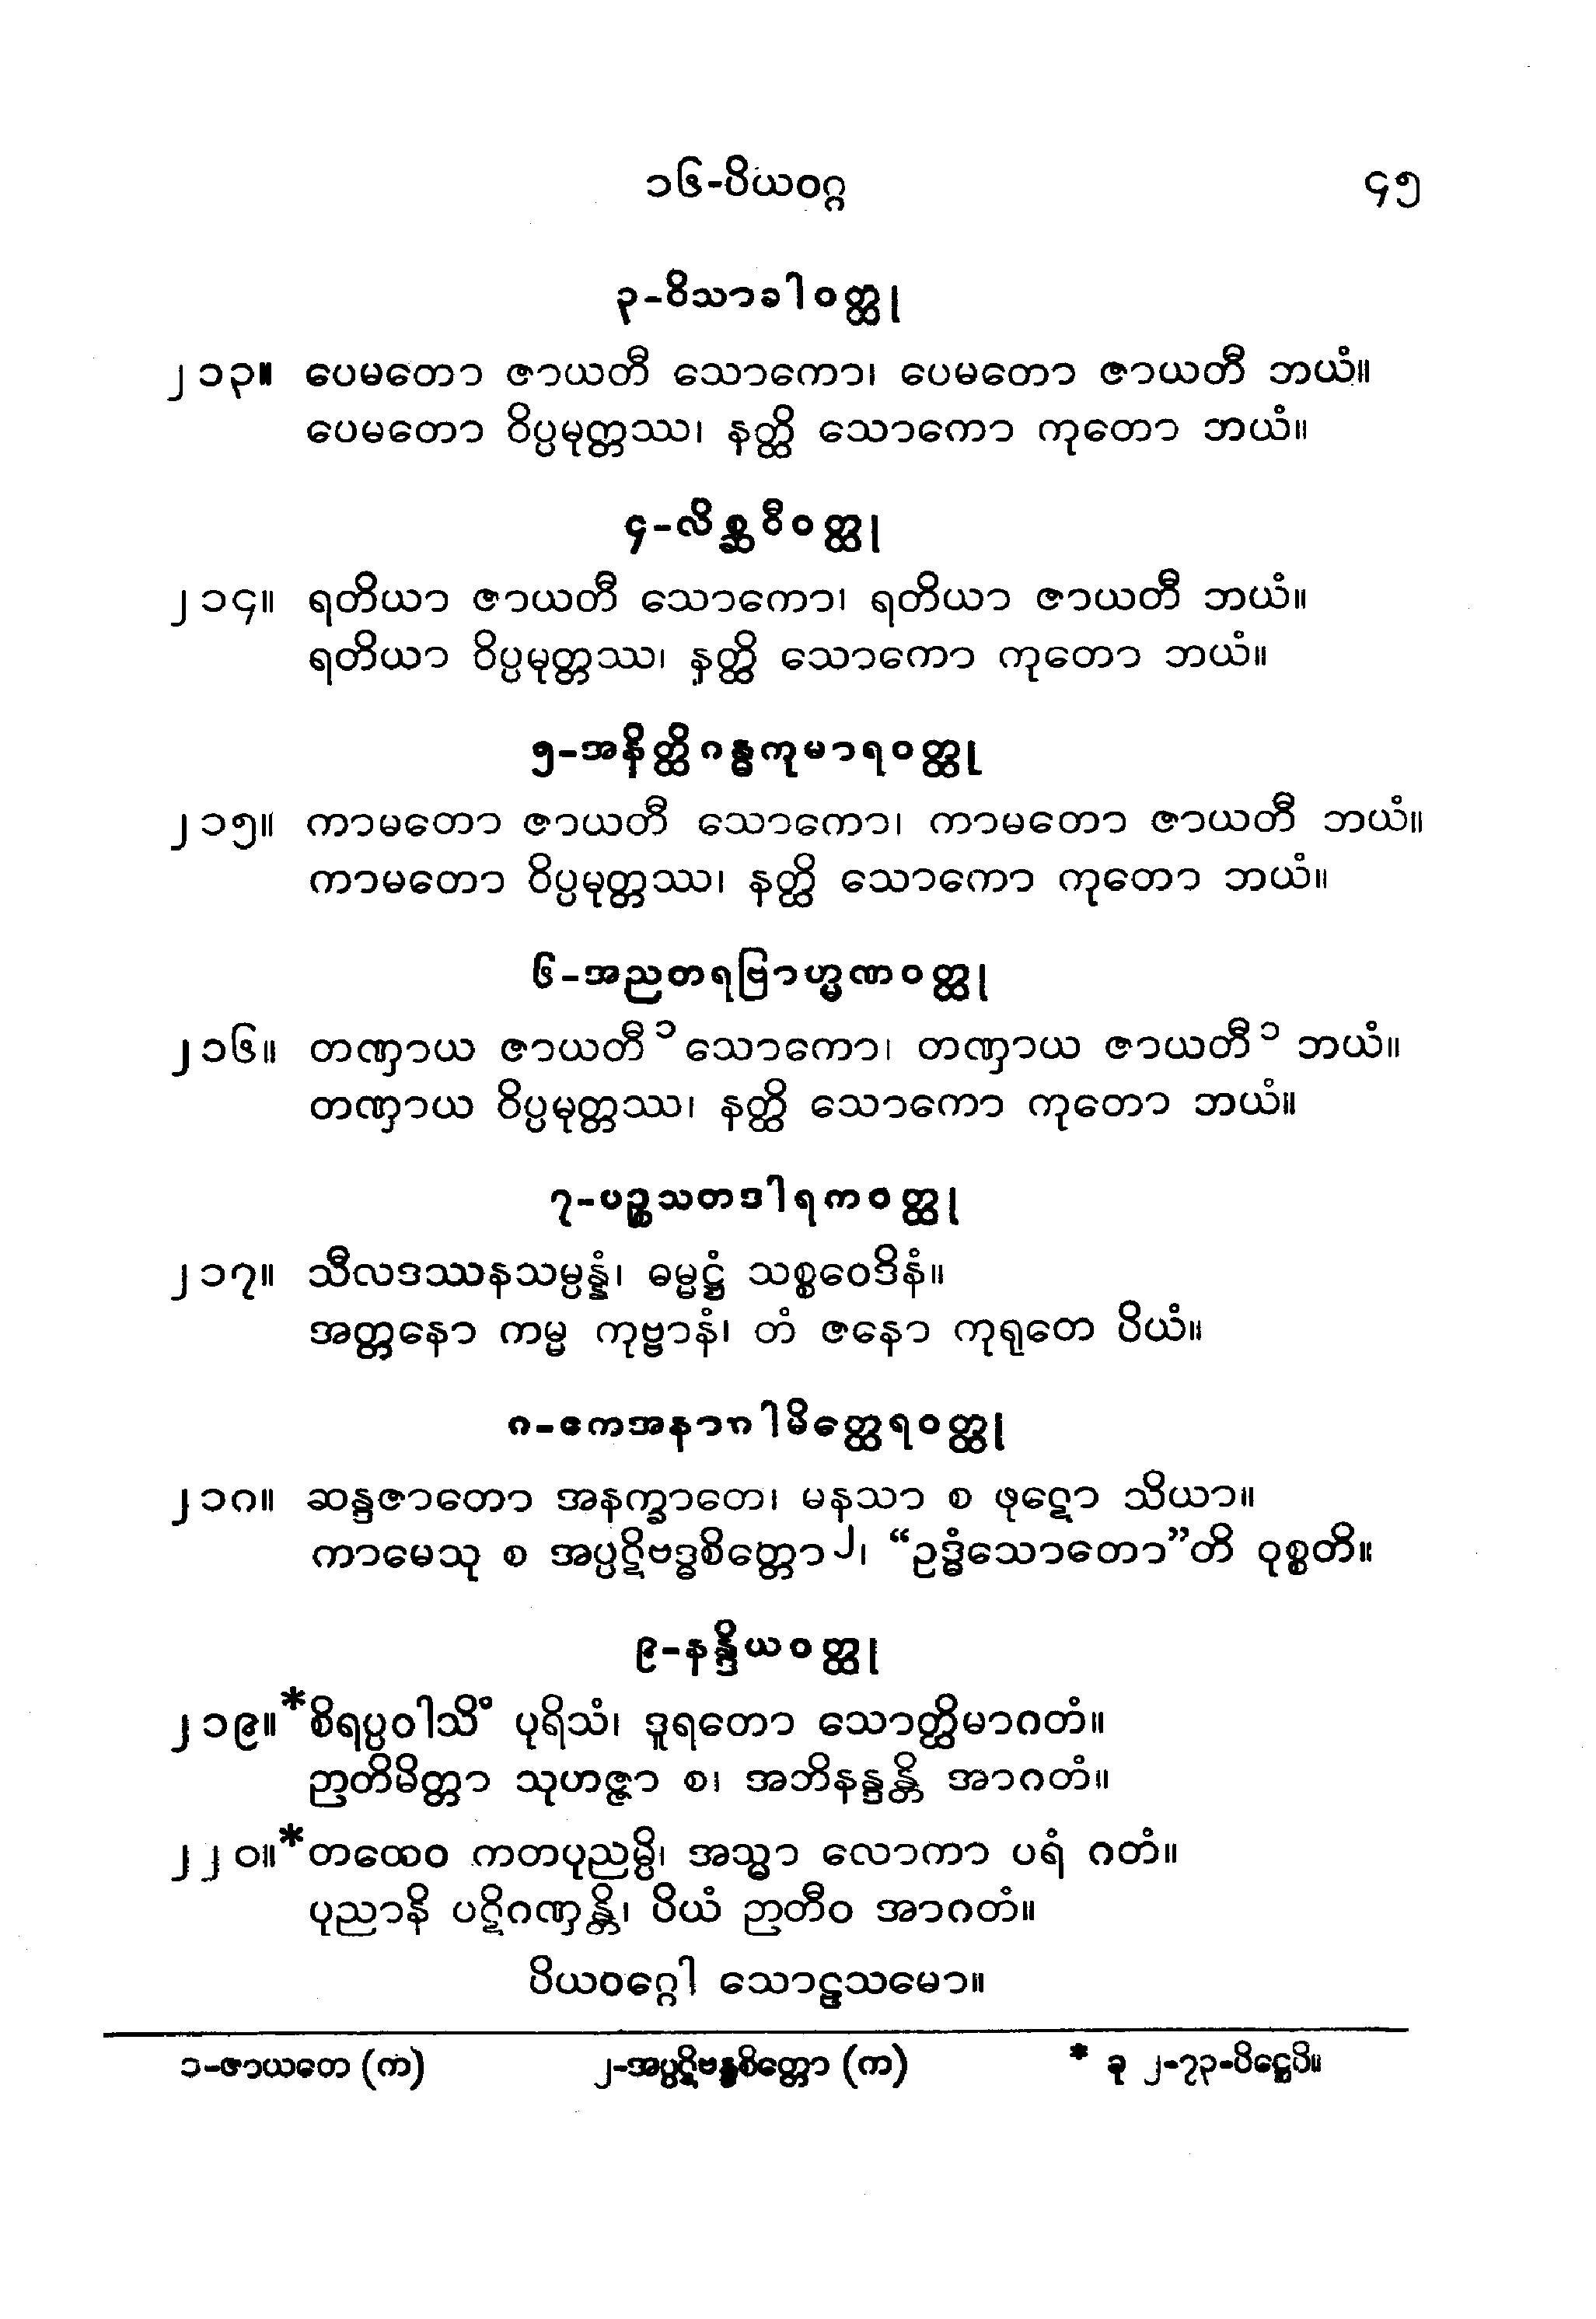 ၁၆-ပိယဝဂ္ဂ ၄၅
၃-ဝိသာခါဝတ္ထု
၂၁၃။ ပေမတော ဇာယတီ သောကော၊ ပေမတော ဇာယတီ ဘယံ။
ပေမတော ဝိပ္ပမုတ္တဿ၊ နတ္ထိ သောကော ကုတော ဘယံ။
၄-လိစ္ဆဝီဝတ္ထု
၂၁၄။ ရတိယာ ဇာယတီ သောကော၊ ရတိယာ ဇာယတီ ဘယံ။
ရတိယာ ဝိပ္ပမုတ္တဿ၊ နတ္ထိ သောကော ကုတော ဘယံ။
၅-အနိတ္ထိဂန္ဓကုမာရဝတ္ထု
၂၁၅။ ကာမတော ဇာယတီ သောကော၊ ကာမတော ဇာယတီ ဘယံ။
ကာမတော ဝိပ္ပမုတ္တဿ၊ နတ္ထိ သောကော ကုတော ဘယံ။
၆-အညတရဗြာဟ္မဏဝတ္ထု
၂၁၆။ တဏှာယ ဇာယတီ ၁ သောကော၊ တဏှာယ ဇာယတီ ၁ ဘယံ။
တဏှာယ ဝိပ္ပမုတ္တဿ၊ နတ္ထိ သောကော ကုတော ဘယံ။
၇-ပဉ္စသတဒါရကဝတ္ထု
၂၁၇။ သီလဒဿနသမ္ပန္နံ၊ ဓမ္မဋ္ဌံ သစ္စဝေဒိနံ။
အတ္တနော ကမ္မ ကုဗ္ဗာနံ၊ တံ ဇနော ကုရုတေ ပိယံ။
၈-ဧကအနာဂါမိတ္ထေရဝတ္ထု
၂၁၈။ ဆန္ဒဇာတော အနက္ခာတေ၊ မနသာ စ ဖုဋော သိယာ။
ကာမေသု စ အပ္ပဋိဗဒ္ဓစိတ္တော ၂၊ “ဥဒ္ဓံသောတော”တိ ဝုစ္စတိ။
၉-နန္ဒိယဝတ္ထု
၂၁၉။ *စိရပ္ပဝါသိံ ပုရိသံ၊ ဒူရတော သောတ္ထိမာဂတံ။
ဉာတိမိတ္တာ သုဟဇ္ဇာ စ၊ အဘိနန္ဒန္တိ အာဂတံ။
၂၂၀။ *တထေဝ ကတပုညမ္ပိ၊ အသ္မာ လောကာ ပရံ ဂတံ။
ပုညာနိ ပဋိဂဏှန္တိ၊ ပိယံ ဉာတီဝ အာဂတံ။
ပိယဝဂ္ဂေါ သောဠသမော။
၁-ဇာယတေ (က) ၂-အပ္ပဋိဗန္ဓစိတ္တော (က) * ခု ၂-၇၃-ပိဋ္ဌေပိ။